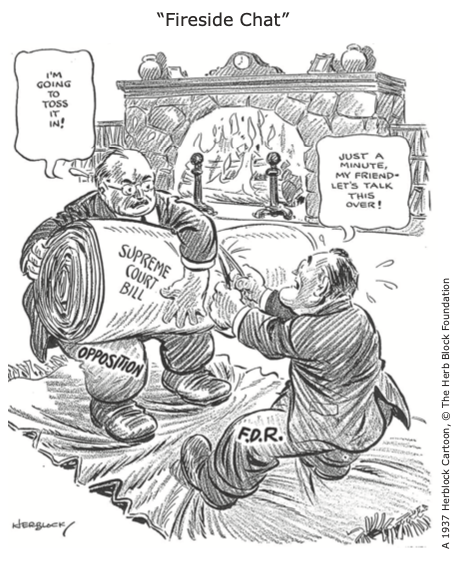 “Fireside Chat”
I'M
GOING
TO
TOSS
IT
IN!
JUST A
MINUTE,
MY FRIEND-
LET'S TALK
THIS
OVER!
SUPREME
COURT
BILL
OPPOSITION
F.D.R.
HERBLOCK
A 1937 Herblock Cartoon, © The Herb Block Foundation